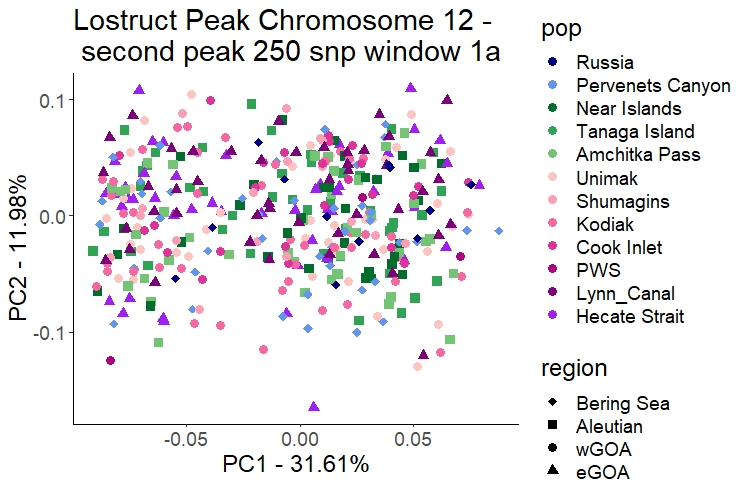 Lostruct Peak Chromosome 12 -
second peak 250 snp window 1a
0.1
0.0
-0.1
PC2 - 11.98%
-0.05
0.00
0.05
PC1 - 31.61%
pop
Russia
Pervenets Canyon
Near Islands
Tanaga Island
Amchitka Pass
Unimak
Shumagins
Kodiak
Cook Inlet
PWS
Lynn_Canal
Hecate Strait
region
Bering Sea
Aleutian
wGOA
eGOA